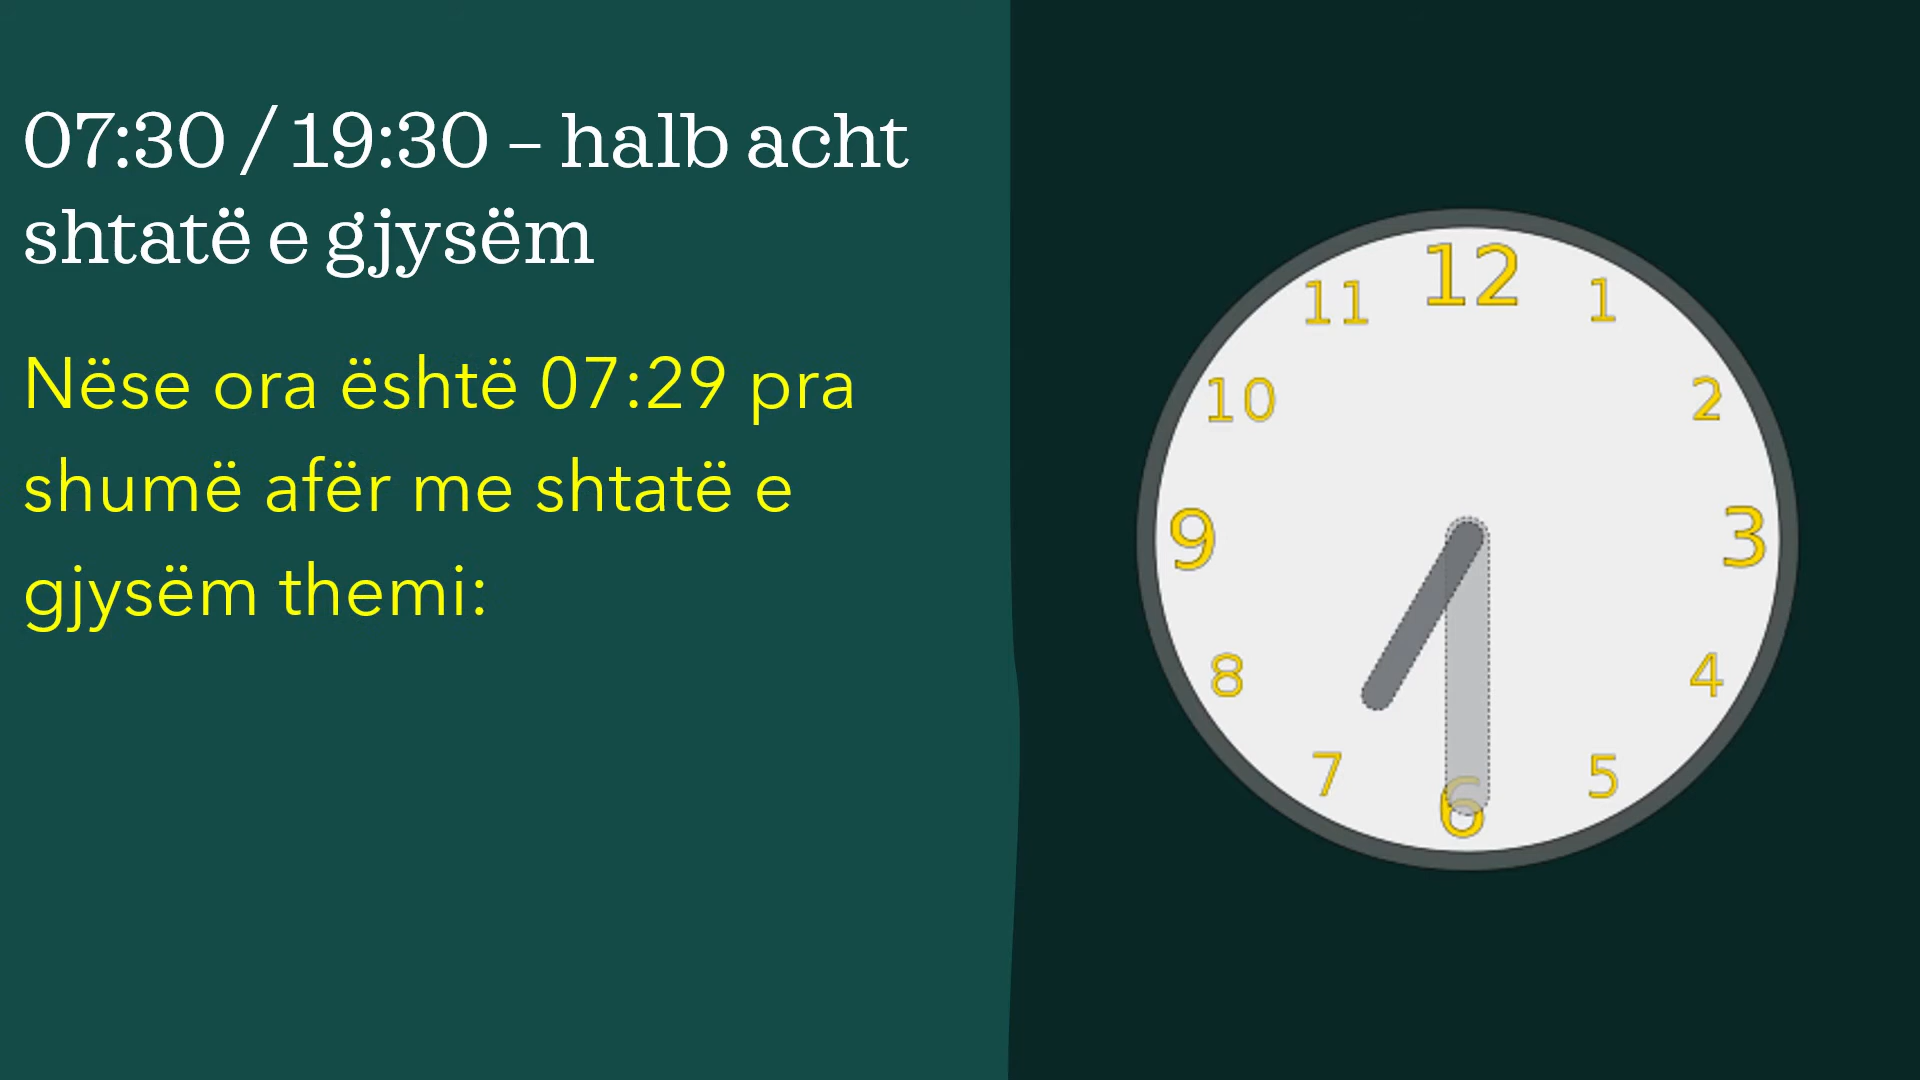 07:30 / 19:30 – halb acht
shtatë e gjysëm
Nëse ora është 07:29 pra
shumë afër me shtatë e
gjysëm themi:
12
11
1
10
2
9
3
8
4
7
5
6